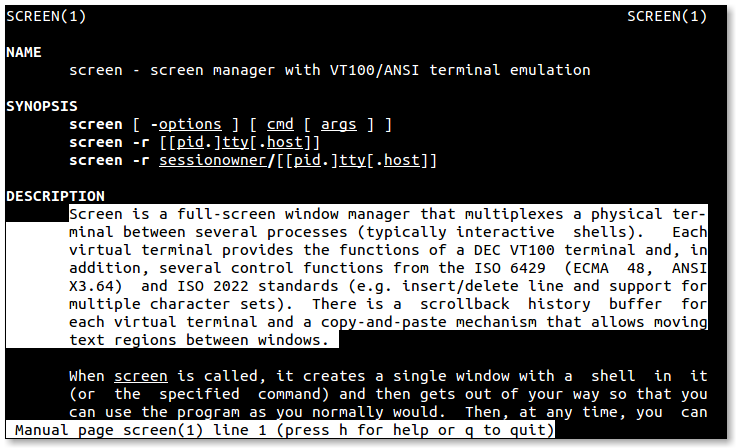 SCREEN(1)                                                            SCREEN(1)
NAME
screen - screen manager with VT100/ANSI terminal emulation
SYNOPSIS
screen [ -options ] [ cmd [ args ] ]
screen -r [[pid.]tty[.host]]
screen -r sessionowner/[[pid.]tty[.host]]
DESCRIPTION
Screen is a full-screen window manager that multiplexes a physical ter-
minal between several processes (typically interactive  shells).   Each
virtual terminal provides the functions of a DEC VT100 terminal and, in
addition, several control functions from the ISO 6429  (ECMA  48,  ANSI
X3.64)  and ISO 2022 standards (e.g. insert/delete line and support for
multiple character sets).  There is a  scrollback  history  buffer  for
each virtual terminal and a copy-and-paste mechanism that allows moving
text regions between windows.
When screen is called, it creates a single window with a  shell  in  it
(or  the  specified  command) and then gets out of your way so that you
can use the program as you normally would.  Then, at any time, you  can
Manual page screen(1) line 1 (press h for help or q to quit)